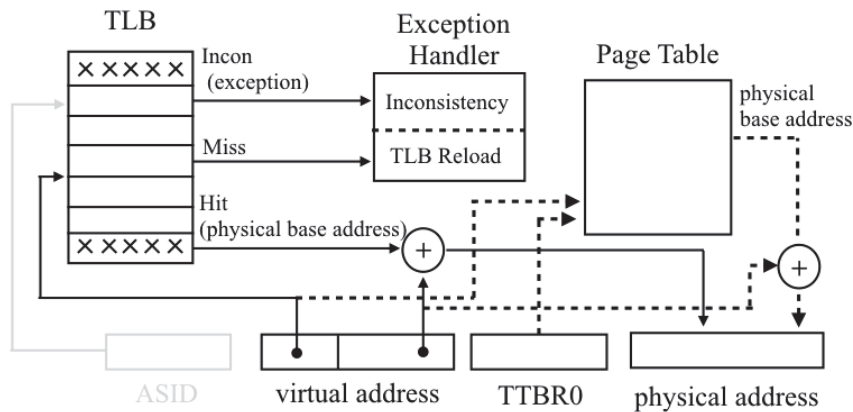 TLB
Exception
Handler
Page Table
Incon
(exception)
Inconsistency
physical
base address
Miss
TLB Reload
Hit
(physical base address)
+
+
ASID
virtual address
TTBR0
physical address